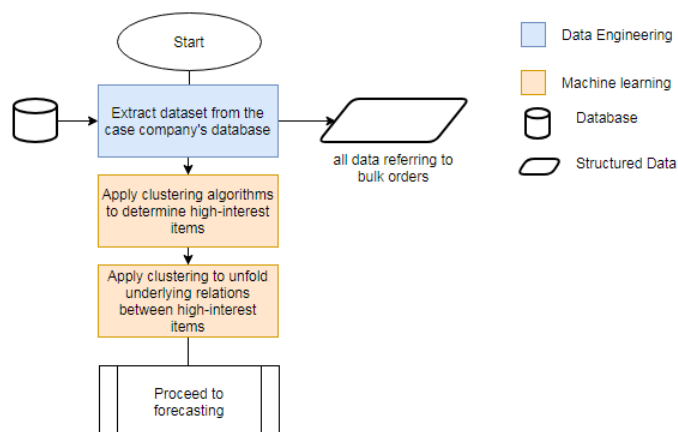 Start
Data Engineering
Machine learning
Database
Structured Data
Extract dataset from the
case company's database
all data referring to
bulk orders
Apply clustering algorithms
to determine high-interest
items
Apply clustering to unfold
underlying relations
between high-interest
items
Proceed to
forecasting